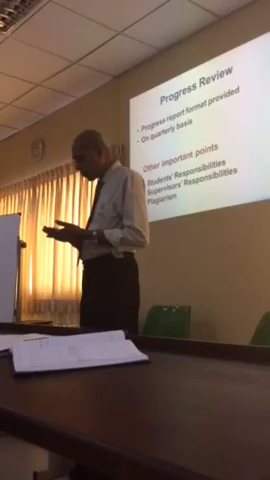 Progress Review
• Progress report format provided
• On quarterly basis
Other important points
Students' Responsibilities
Supervisors' Responsibilities
Plagiarism